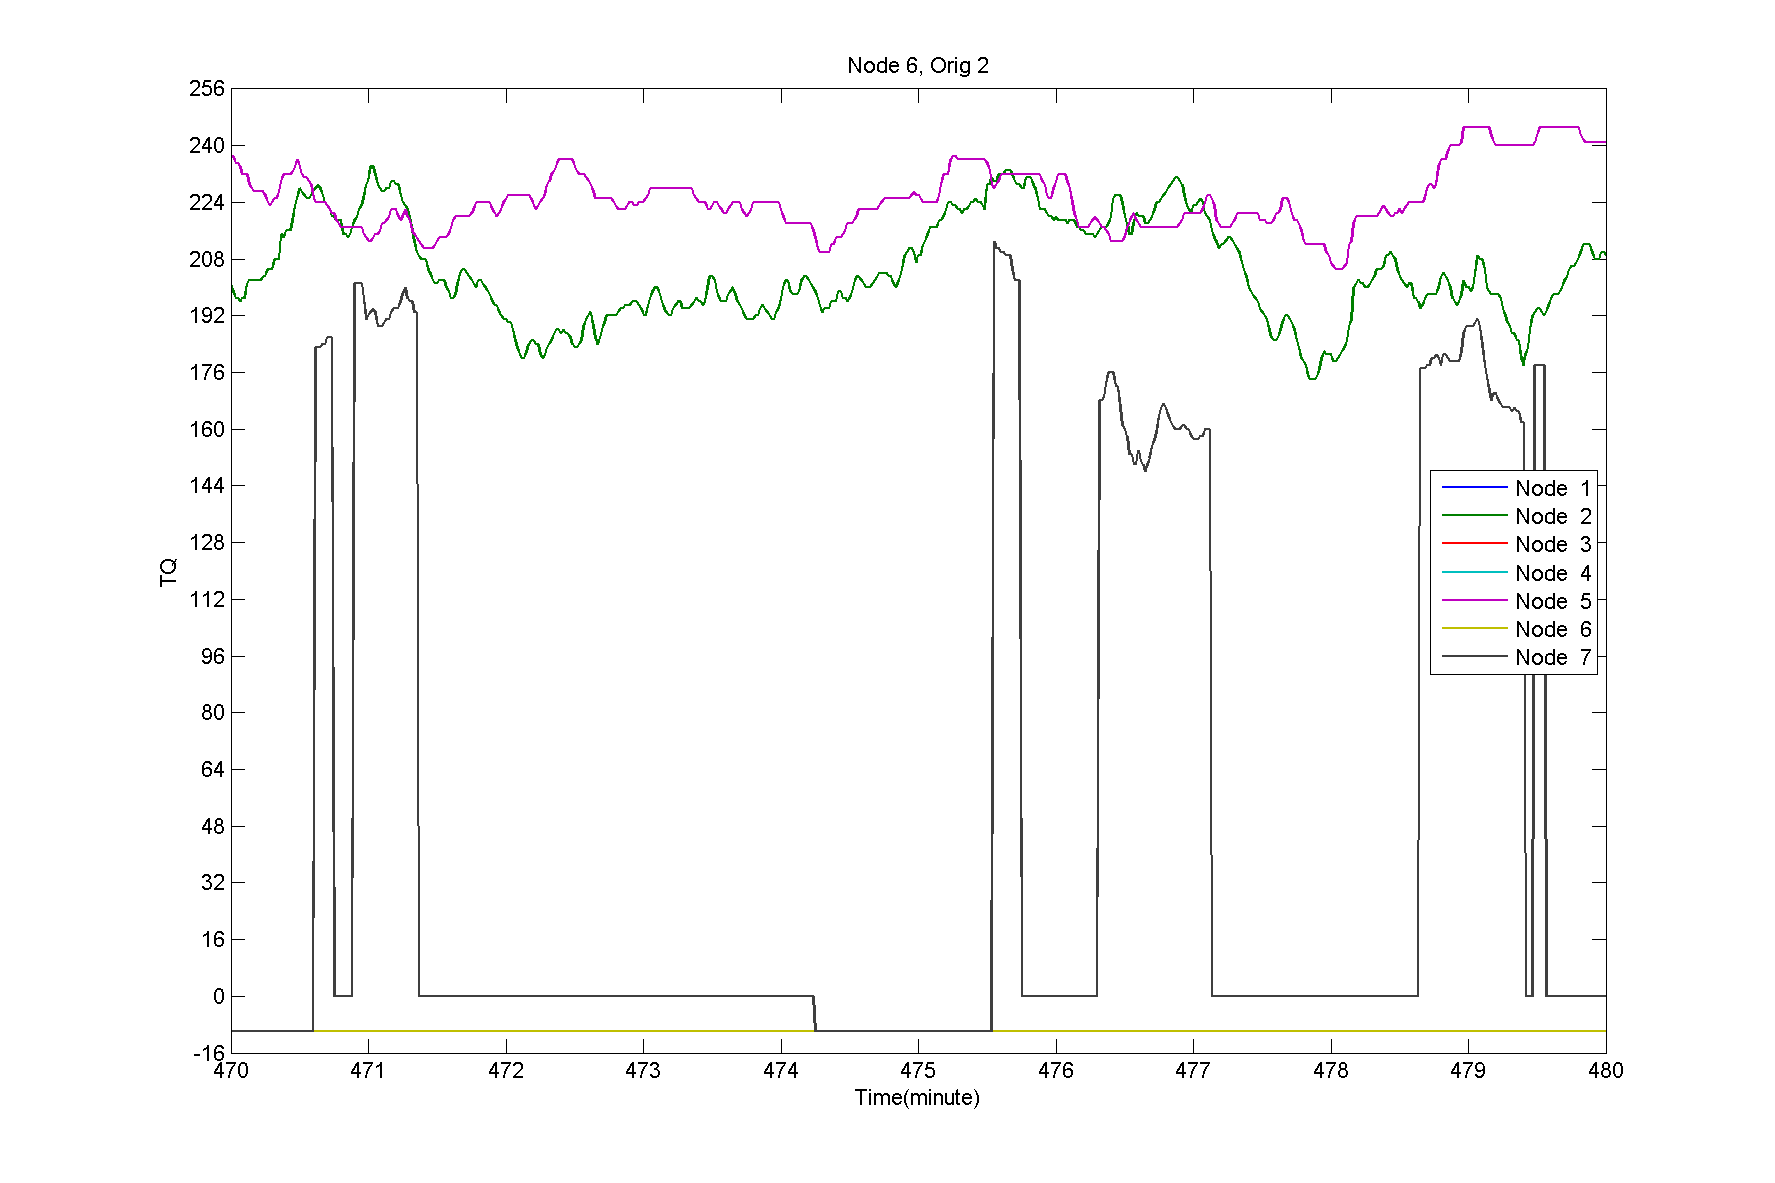 Node 6, Orig 2
256
240
224
208
192
176
160
144
128
112
96
80
64
48
32
16
0
-16
TQ
Node 1
Node 2
Node 3
Node 4
Node 5
Node 6
Node 7
470 471 472 473 474 475 476 477 478 479 480
Time(minute)